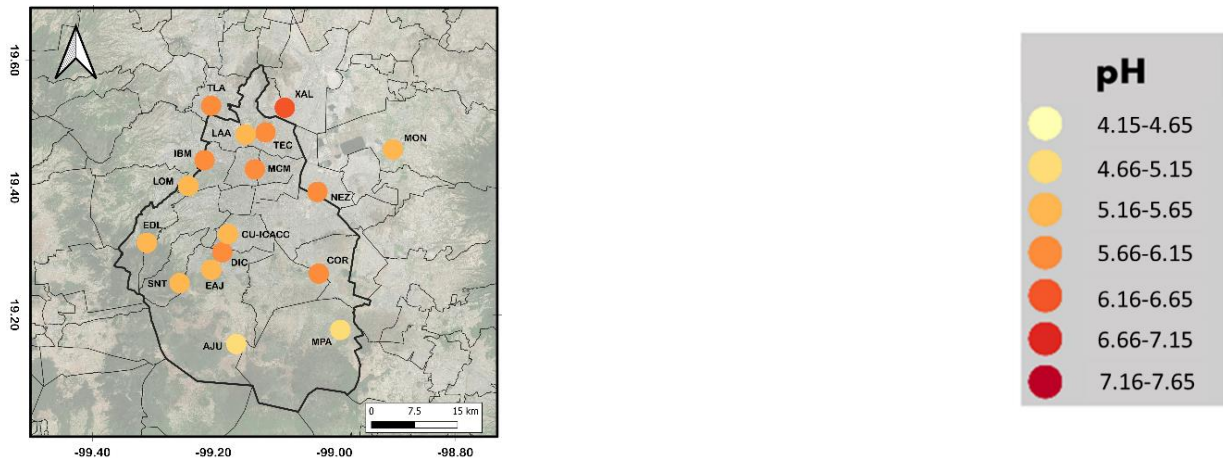 19.60
19.40
19.20
TLA
XAL
LAA
TEC
MON
IBM
MCM
LOM
NEZ
EDL
CU-ICACC
DIC
COR
SNT
EAJ
AJU
MPA
0 7.5 15 km
-99.40 -99.20 -99.00 -98.80
pH
4.15-4.65
4.66-5.15
5.16-5.65
5.66-6.15
6.16-6.65
6.66-7.15
7.16-7.65